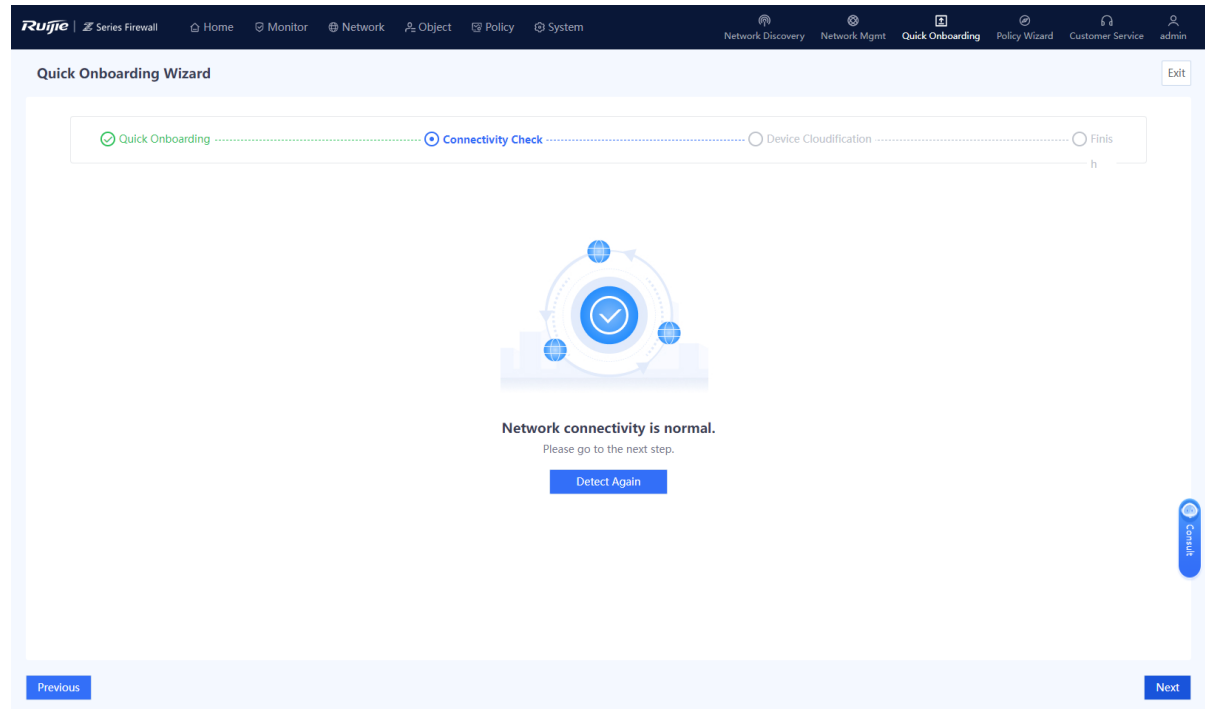 Ruijie | Z Series Firewall Home Monitor Network Object Policy System Network Discovery Network Mgmt Quick Onboarding Policy Wizard Customer Service admin
Quick Onboarding Wizard Exit
Quick Onboarding Connectivity Check Device Cloudification Finis
h
Network connectivity is normal.
Please go to the next step.
Detect Again
Consult
Previous Next